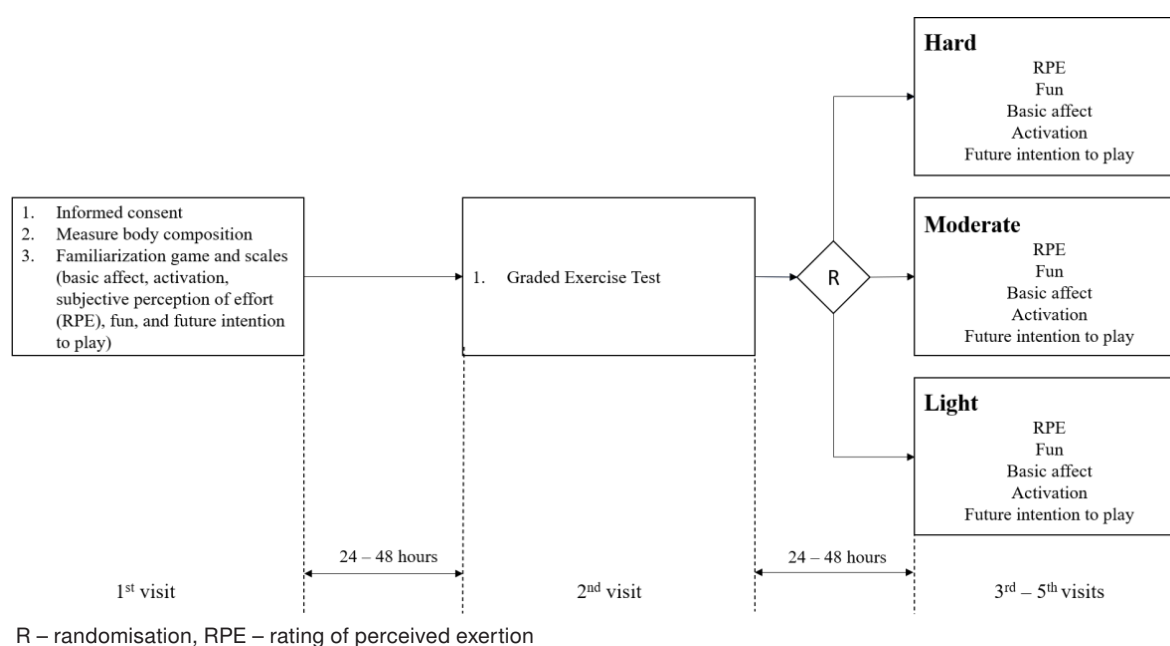 1. Informed consent
2. Measure body composition
3. Familiarization game and scales
(basic affect, activation,
subjective perception of effort
(RPE), fun, and future intention
to play)
1. Graded Exercise Test
R
Hard
RPE
Fun
Basic affect
Activation
Future intention to play
Moderate
RPE
Fun
Basic affect
Activation
Future intention to play
Light
RPE
Fun
Basic affect
Activation
Future intention to play
24 – 48 hours
24 – 48 hours
1st visit
2nd visit
3rd – 5th visits
R – randomisation, RPE – rating of perceived exertion